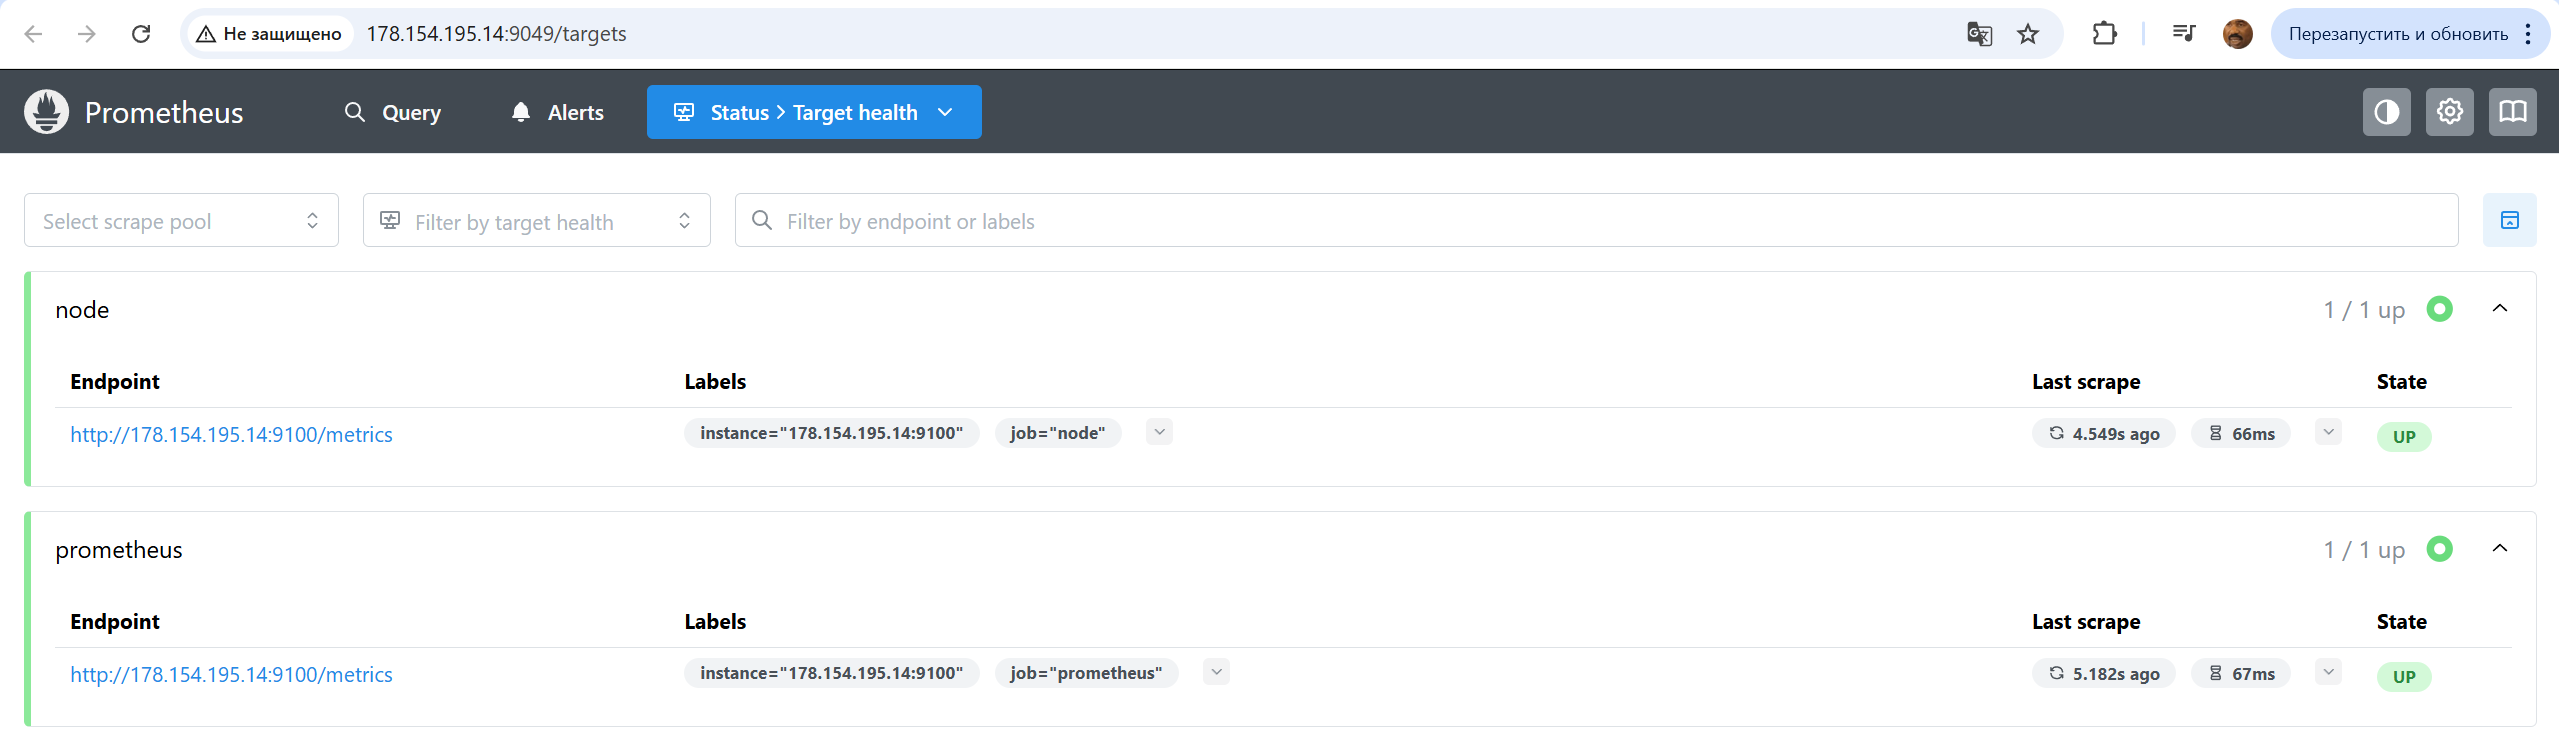 Не защищено 178.154.195.14:9049/targets Перезапустить и обновить
Prometheus Query Alerts Status > Target health
Select scrape pool Filter by target health Filter by endpoint or labels
node 1 / 1 up
Endpoint Labels Last scrape State
http://178.154.195.14:9100/metrics instance="178.154.195.14:9100" job="node" 4.549s ago 66ms UP
prometheus 1 / 1 up
Endpoint Labels Last scrape State
http://178.154.195.14:9100/metrics instance="178.154.195.14:9100" job="prometheus" 5.182s ago 67ms UP